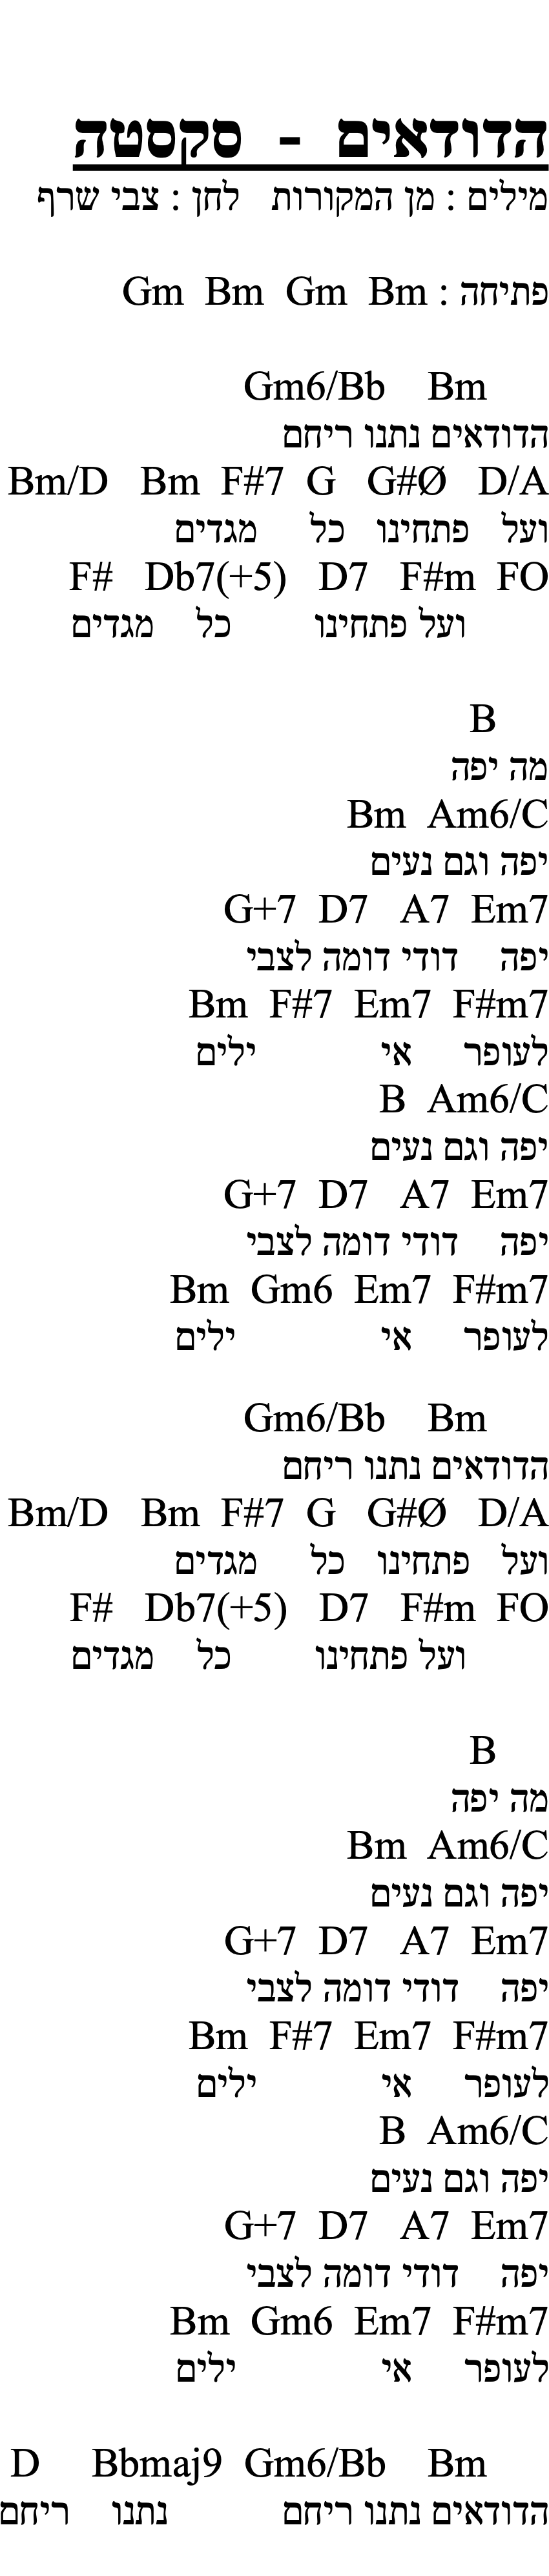 הדודאים - סקסטה
מילים : מן המקורות לחן : צבי שרף
פתיחה : Gm Bm Gm Bm
Gm6/Bb Bm
הדודאים נתנו ריחם
Bm/D Bm F#7 G G#Ø D/A
ועל פתחינו כל מגדים
F# Db7(+5) D7 F#m FO
ועל פתחינו כל מגדים
B
מה יפה
Bm Am6/C
יפה וגם נעים
G+7 D7 A7 Em7
יפה דודי דומה לצבי
Bm F#7 Em7 F#m7
לעופר אי ילים
B Am6/C
יפה וגם נעים
G+7 D7 A7 Em7
יפה דודי דומה לצבי
Bm Gm6 Em7 F#m7
לעופר אי ילים
Gm6/Bb Bm
הדודאים נתנו ריחם
Bm/D Bm F#7 G G#Ø D/A
ועל פתחינו כל מגדים
F# Db7(+5) D7 F#m FO
ועל פתחינו כל מגדים
B
מה יפה
Bm Am6/C
יפה וגם נעים
G+7 D7 A7 Em7
יפה דודי דומה לצבי
Bm F#7 Em7 F#m7
לעופר אי ילים
B Am6/C
יפה וגם נעים
G+7 D7 A7 Em7
יפה דודי דומה לצבי
Bm Gm6 Em7 F#m7
לעופר אי ילים
D Bbmaj9 Gm6/Bb Bm
הדודאים נתנו ריחם נתנו ריחם